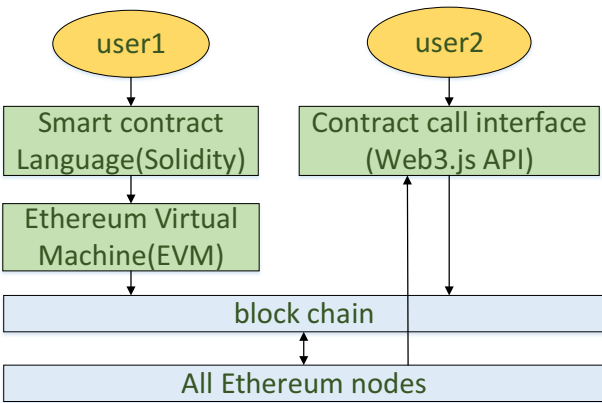 user1
user2
Smart contract
Language(Solidity)
Contract call interface
(Web3.js API)
Ethereum Virtual
Machine(EVM)
block chain
All Ethereum nodes